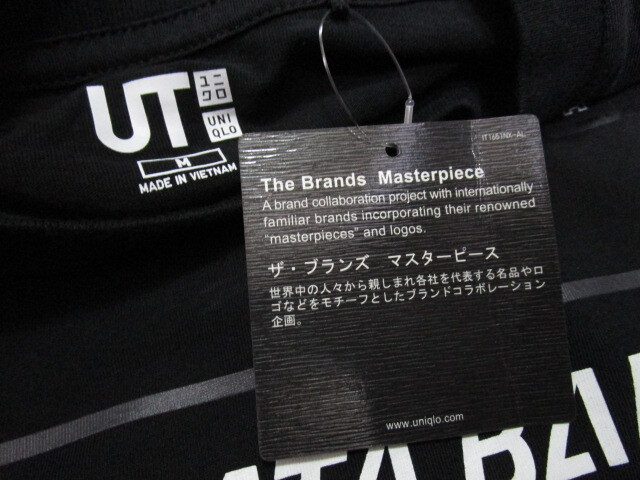 UT
ユニ
クロ
UNI
QLO
M
MADE IN VIETNAM
The Brands Masterpiece
A brand collaboration project with internationally
familiar brands incorporating their renowned
"masterpieces" and logos.
ザ・ブランズ マスターピース
世界中の人々から親しまれ各社を代表する名品やロ
ゴなどをモチーフとしたブランドコラボレーション
企画。
www.uniqlo.com